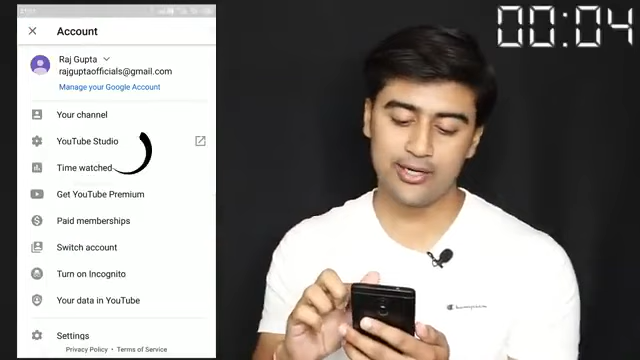 00:04
Account
Raj Gupta
rajguptaofficials@gmail.com
Manage your Google Account
Your channel
YouTube Studio
Time watched
Get YouTube Premium
Paid memberships
Switch account
Turn on Incognito
Your data in YouTube
Settings
Privacy Policy • Terms of Service